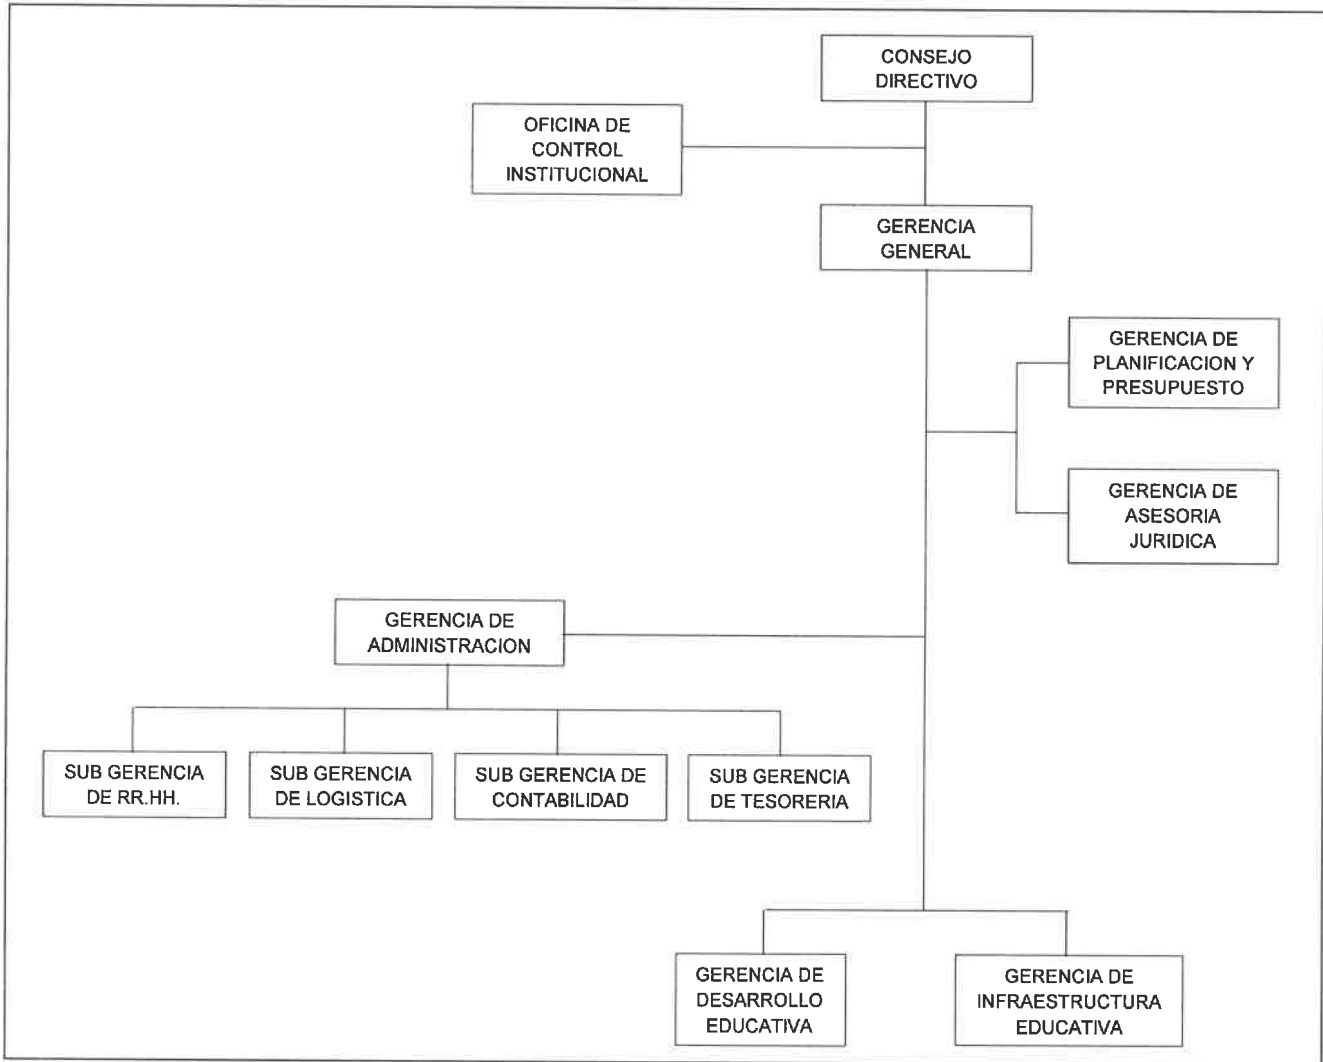 CONSEJO
DIRECTIVO
OFICINA DE
CONTROL
INSTITUCIONAL
GERENCIA
GENERAL
GERENCIA DE
PLANIFICACION Y
PRESUPUESTO
GERENCIA DE
ASESORIA
JURIDICA
GERENCIA DE
ADMINISTRACION
SUB GERENCIA
DE RR.HH.
SUB GERENCIA
DE LOGISTICA
SUB GERENCIA DE
CONTABILIDAD
SUB GERENCIA
DE TESORERIA
GERENCIA DE
DESARROLLO
EDUCATIVA
GERENCIA DE
INFRAESTRUCTURA
EDUCATIVA